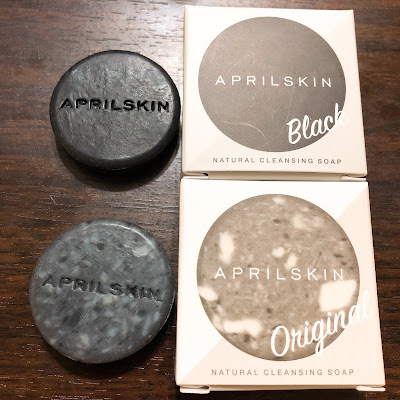 APRILSKIN
APRILSKIN
Black
NATURAL CLEANSING SOAP
APRILSKIN
APRILSKIN
Original
NATURAL CLEANSING SOAP